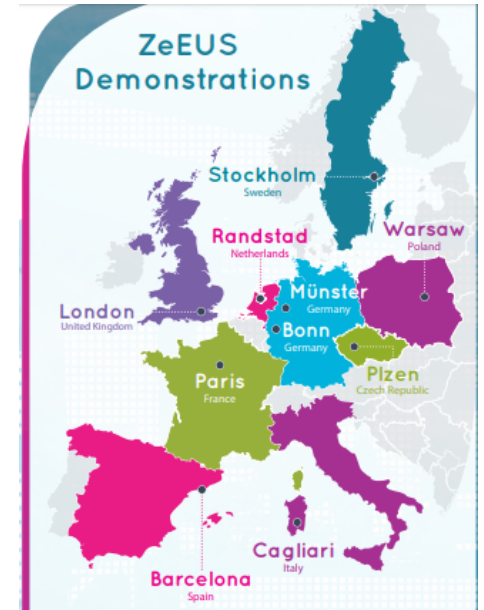 ZeEUS
Demonstrations
Stockholm
Sweden
Warsaw
Poland
Randstad
Netherlands
Münster
Germany
London
United Kingdom
Bonn
Germany
Paris
France
Plzen
Czech Republic
Cagliari
Italy
Barcelona
Spain